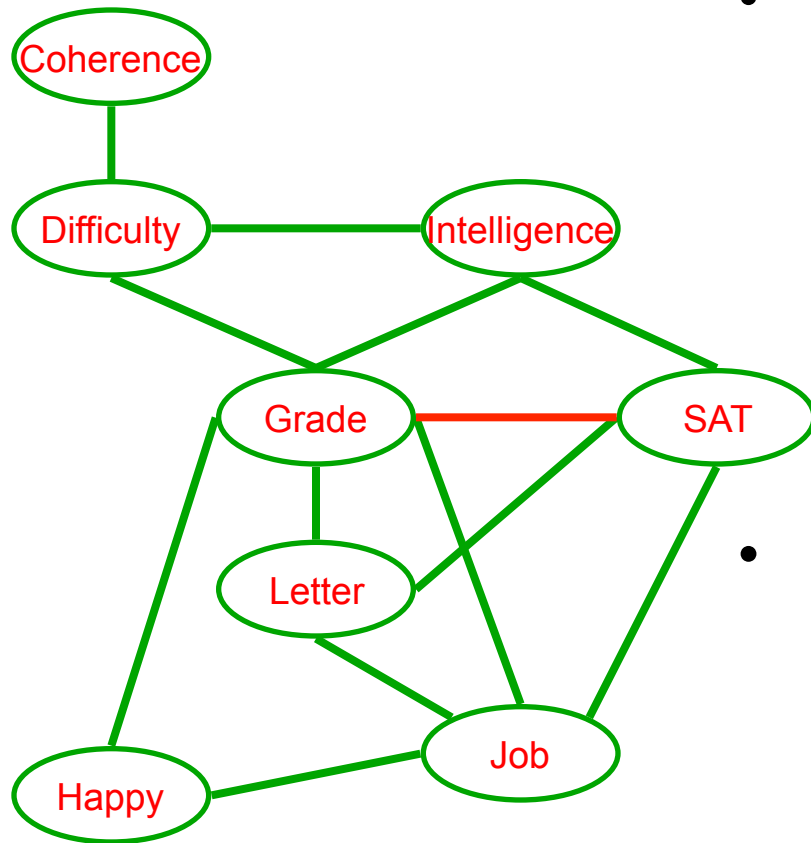 Coherence
Difficulty
Intelligence
Grade
SAT
Letter
Job
Happy